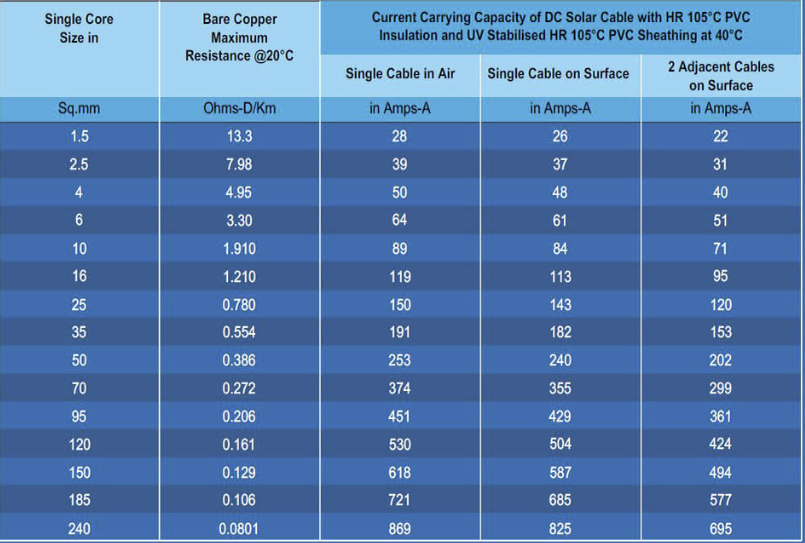 Single Core
Size in
Bare Copper
Maximum
Resistance @20°C
Current Carrying Capacity of DC Solar Cable with HR 105°C PVC
Insulation and UV Stabilised HR 105°C PVC Sheathing at 40°C
Single Cable in Air
Single Cable on Surface
2 Adjacent Cables
on Surface
Sq.mm Ohms-D/Km in Amps-A in Amps-A in Amps-A
1.5 13.3 28 26 22
2.5 7.98 39 37 31
4 4.95 50 48 40
6 3.30 64 61 51
10 1.910 89 84 71
16 1.210 119 113 95
25 0.780 150 143 120
35 0.554 191 182 153
50 0.386 253 240 202
70 0.272 374 355 299
95 0.206 451 429 361
120 0.161 530 504 424
150 0.129 618 587 494
185 0.106 721 685 577
240 0.0801 869 825 695